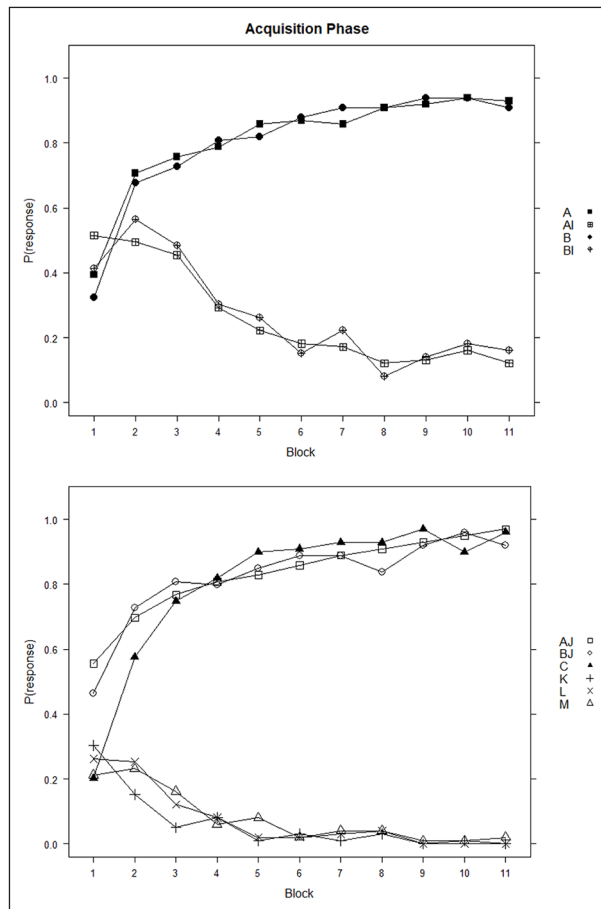 Acquisition Phase
P(response)
1.0
0.8
0.6
0.4
0.2
0.0
1 2 3 4 5 6 7 8 9 10 11
Block
A
AI
B
BI
P(response)
1.0
0.8
0.6
0.4
0.2
0.0
1 2 3 4 5 6 7 8 9 10 11
Block
AJ
BJ
C
K
L
M